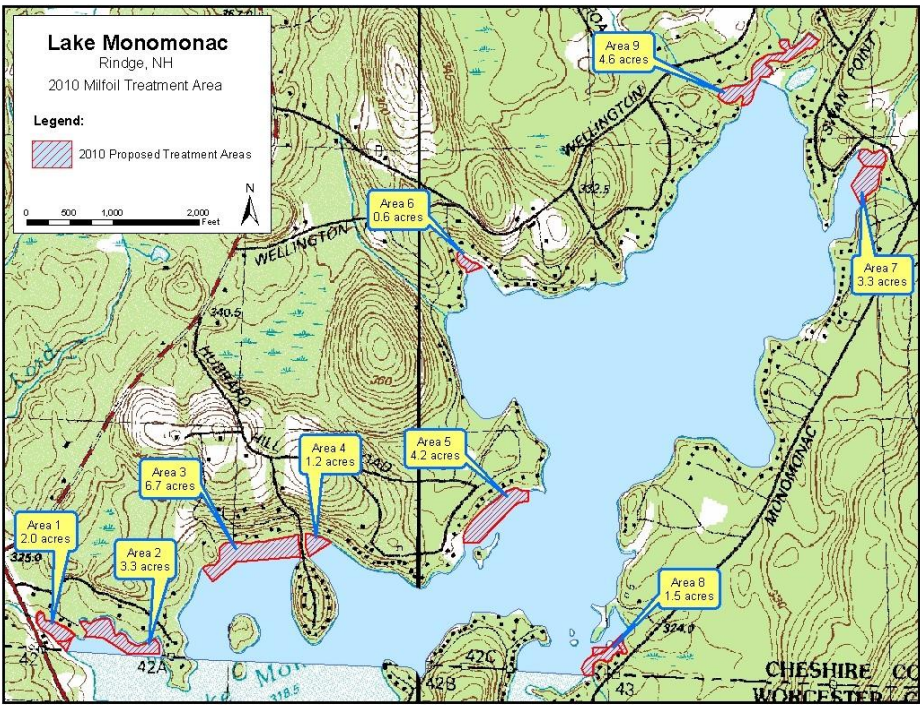 Lake Monomonac
Rindge, NH
2010 Milfoil Treatment Area
Legend:
2010 Proposed Treatment Areas
N
0 500 1,000 2,000
Feet
Area 9
4.6 acres
WELLINGTON
SWAN POINT
332.5
Area 6
0.6 acres
WELLINGTON
Area 7
3.3 acres
340.5
HUBBARD
HILL
ROAD
360
MONOMONAC
Area 4
1.2 acres
Area 5
4.2 acres
Area 3
6.7 acres
Area 1
2.0 acres
325.0
Area 2
3.3 acres
Area 8
1.5 acres
324.0
42A
42B
42C
43
318.5
CHESHIRE CO
WORCESTER C